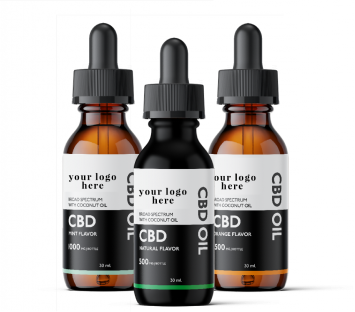 your logo
here
BROAD SPECTRUM
WITH COCONUT OIL
CBD
MINT FLAVOR
1000
30 mL
CBD OIL
your logo
here
BROAD SPECTRUM
WITH COCONUT OIL
CBD
NATURAL FLAVOR
500
30 mL
CBD OIL
your logo
here
BROAD SPECTRUM
WITH COCONUT OIL
CBD
ORANGE FLAVOR
500
30 mL
CBD OIL